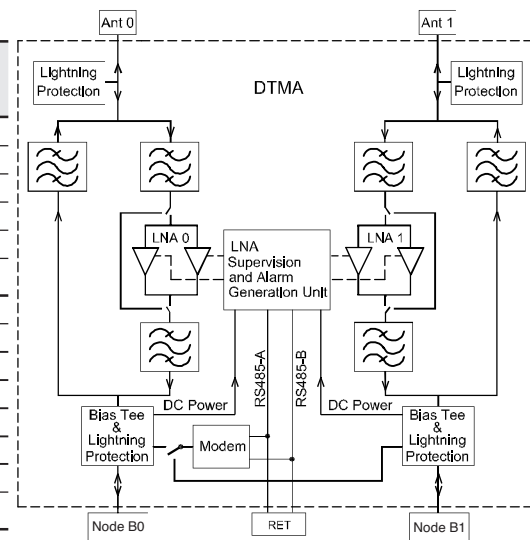 Ant 0
Ant 1
Lightning
Protection
DTMA
Lightning
Protection
LNA 0
LNA
Supervision
and Alarm
Generation Unit
LNA 1
DC Power
RS485-A
RS485-B
DC Power
Bias Tee
&
Lightning
Protection
Modem
Bias Tee
&
Lightning
Protection
Node B0
RET
Node B1